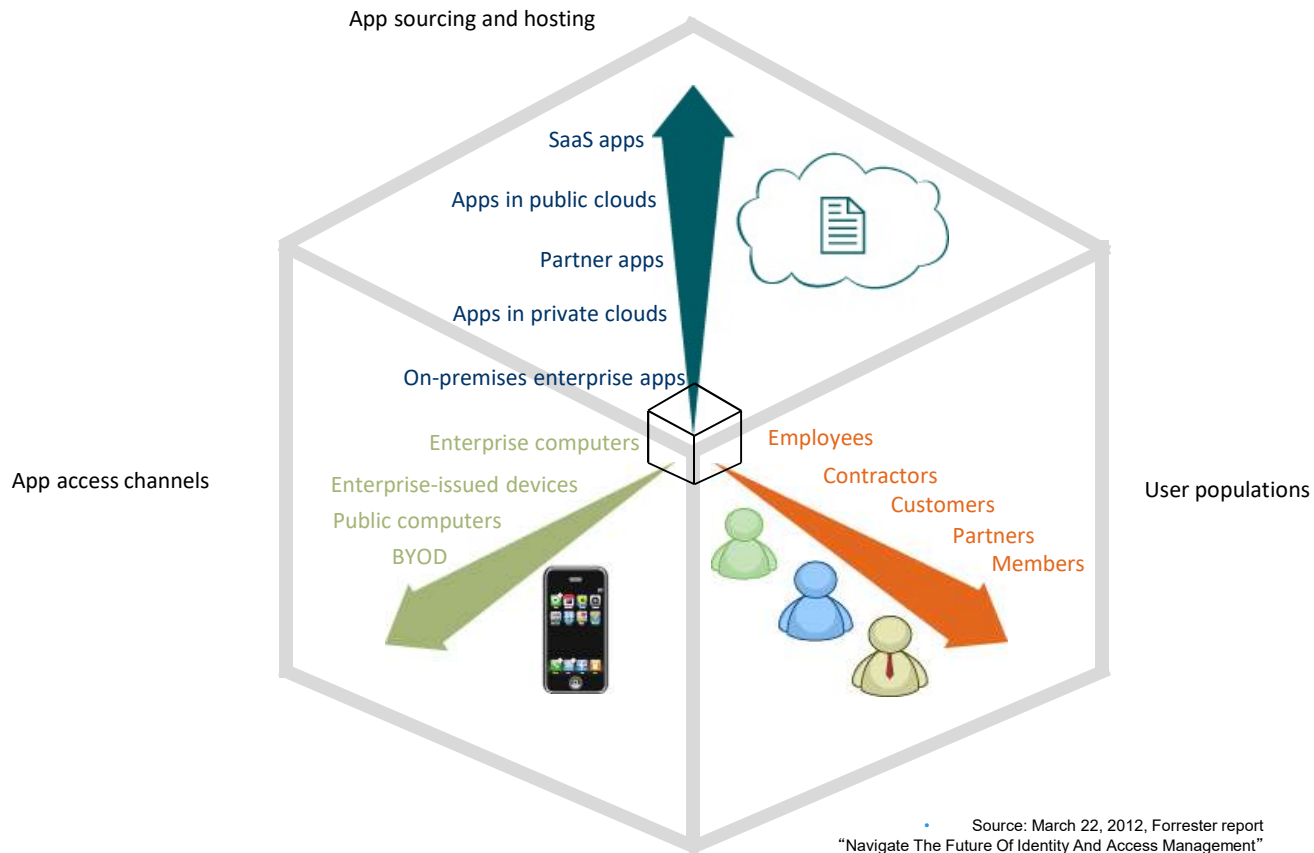 App sourcing and hosting
SaaS apps
Apps in public clouds
Partner apps
Apps in private clouds
On-premises enterprise apps
App access channels
Enterprise computers
Enterprise-issued devices
Public computers
BYOD
Employees
Contractors
Customers
Partners
Members
User populations
• Source: March 22, 2012, Forrester report
“Navigate The Future Of Identity And Access Management”